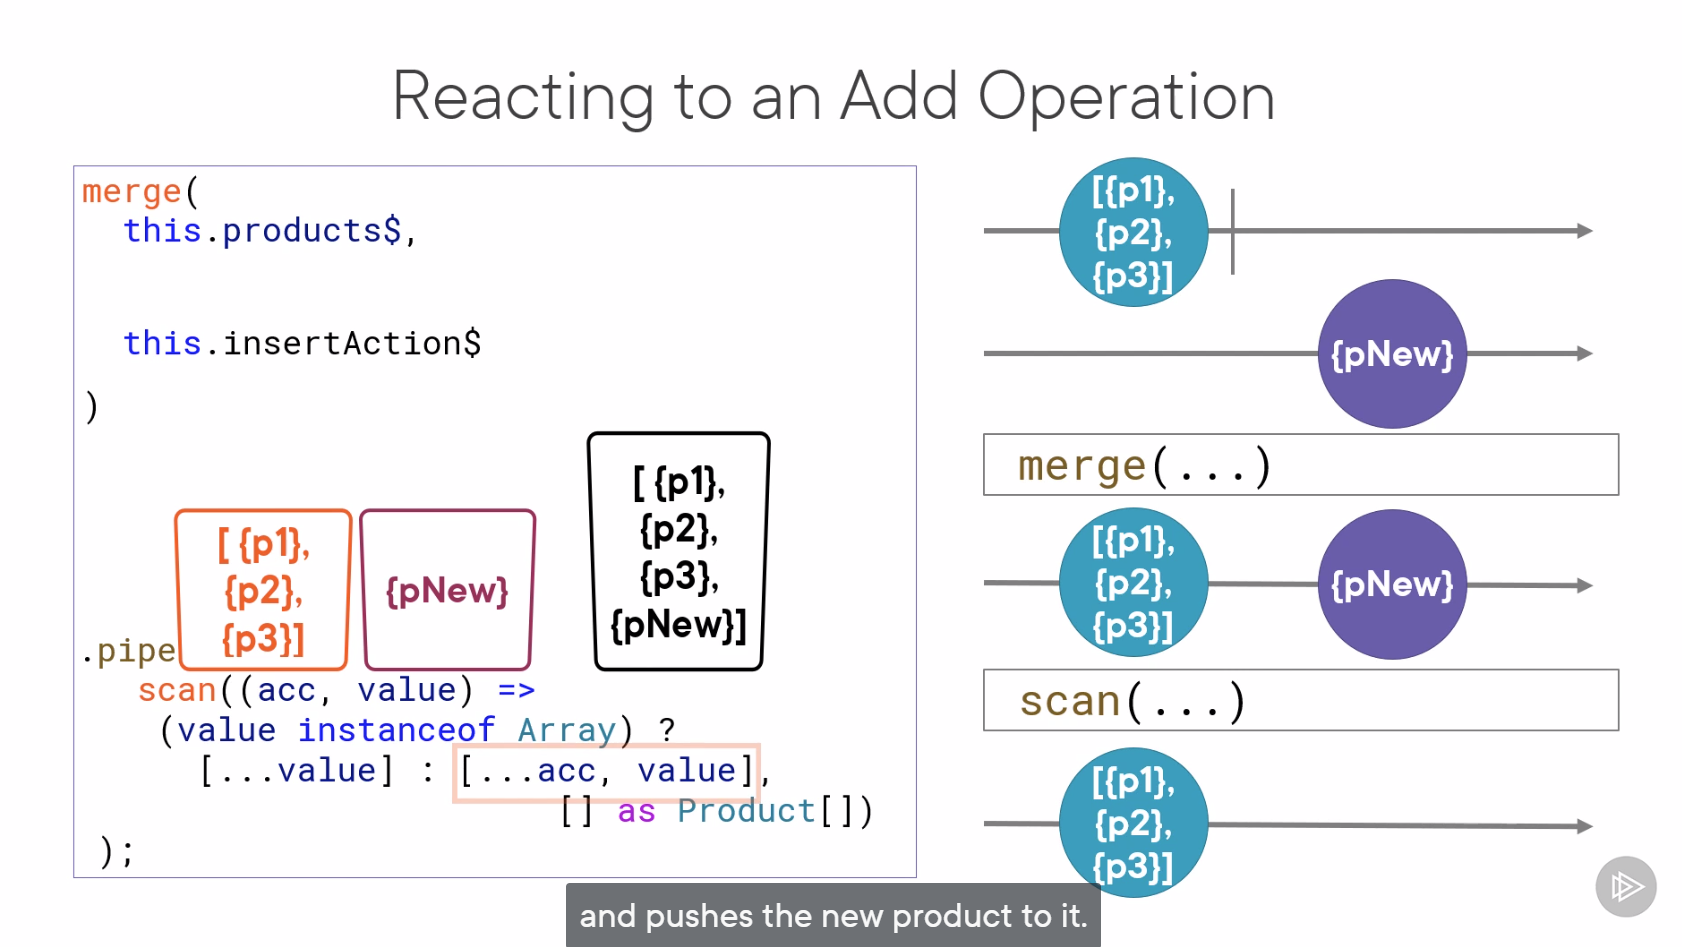 Reacting to an Add Operation
merge(
this.products$,
this.insertAction$
)
[ {p1},
{p2},
{p3}]
{pNew}
[ {p1},
{p2},
{p3},
{pNew}]
.pipe
scan((acc, value) =>
(value instanceof Array) ?
[...value] : [...acc, value],
[] as Product[])
);
[{p1},
{p2},
{p3}]
{pNew}
merge(...)
[{p1},
{p2},
{p3}]
{pNew}
scan(...)
[{p1},
{p2},
{p3}]
and pushes the new product to it.